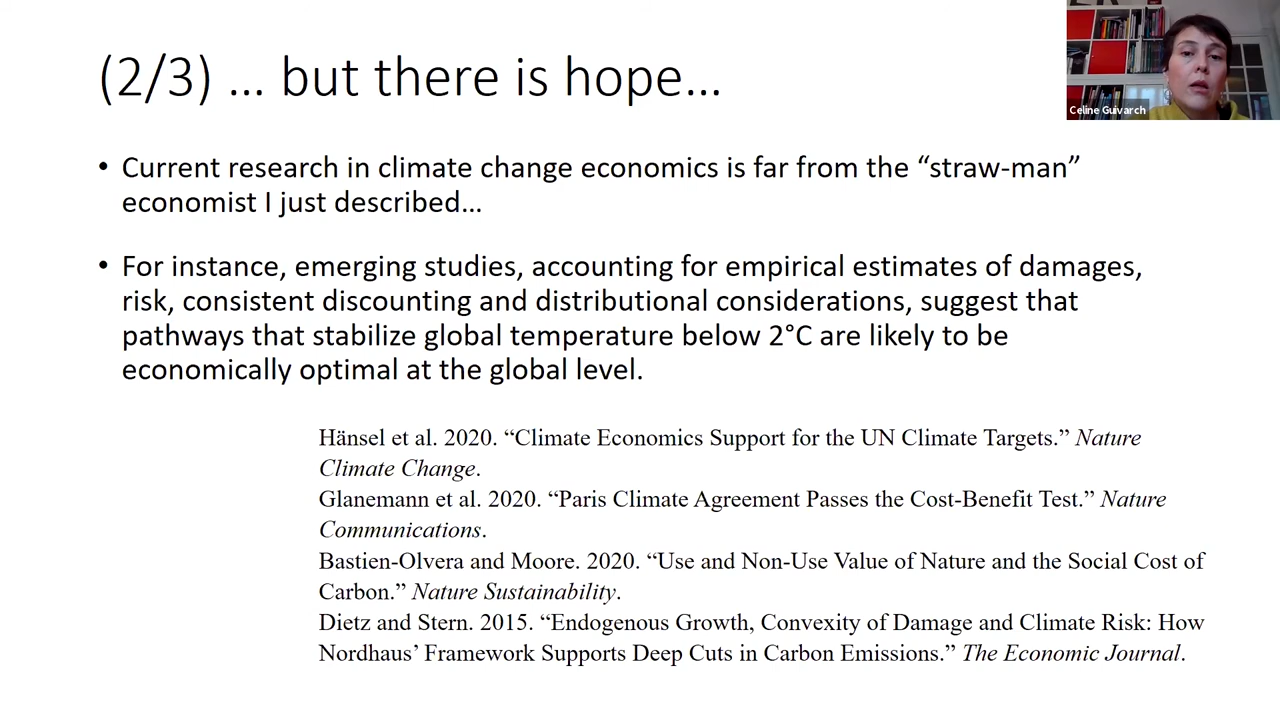 (2/3) … but there is hope…
Celine Guivarch
• Current research in climate change economics is far from the “straw-man”
economist I just described…
• For instance, emerging studies, accounting for empirical estimates of damages,
risk, consistent discounting and distributional considerations, suggest that
pathways that stabilize global temperature below 2°C are likely to be
economically optimal at the global level.
Hänsel et al. 2020. “Climate Economics Support for the UN Climate Targets.” Nature
Climate Change.
Glanemann et al. 2020. “Paris Climate Agreement Passes the Cost-Benefit Test.” Nature
Communications.
Bastien-Olvera and Moore. 2020. “Use and Non-Use Value of Nature and the Social Cost of
Carbon.” Nature Sustainability.
Dietz and Stern. 2015. “Endogenous Growth, Convexity of Damage and Climate Risk: How
Nordhaus’ Framework Supports Deep Cuts in Carbon Emissions.” The Economic Journal.